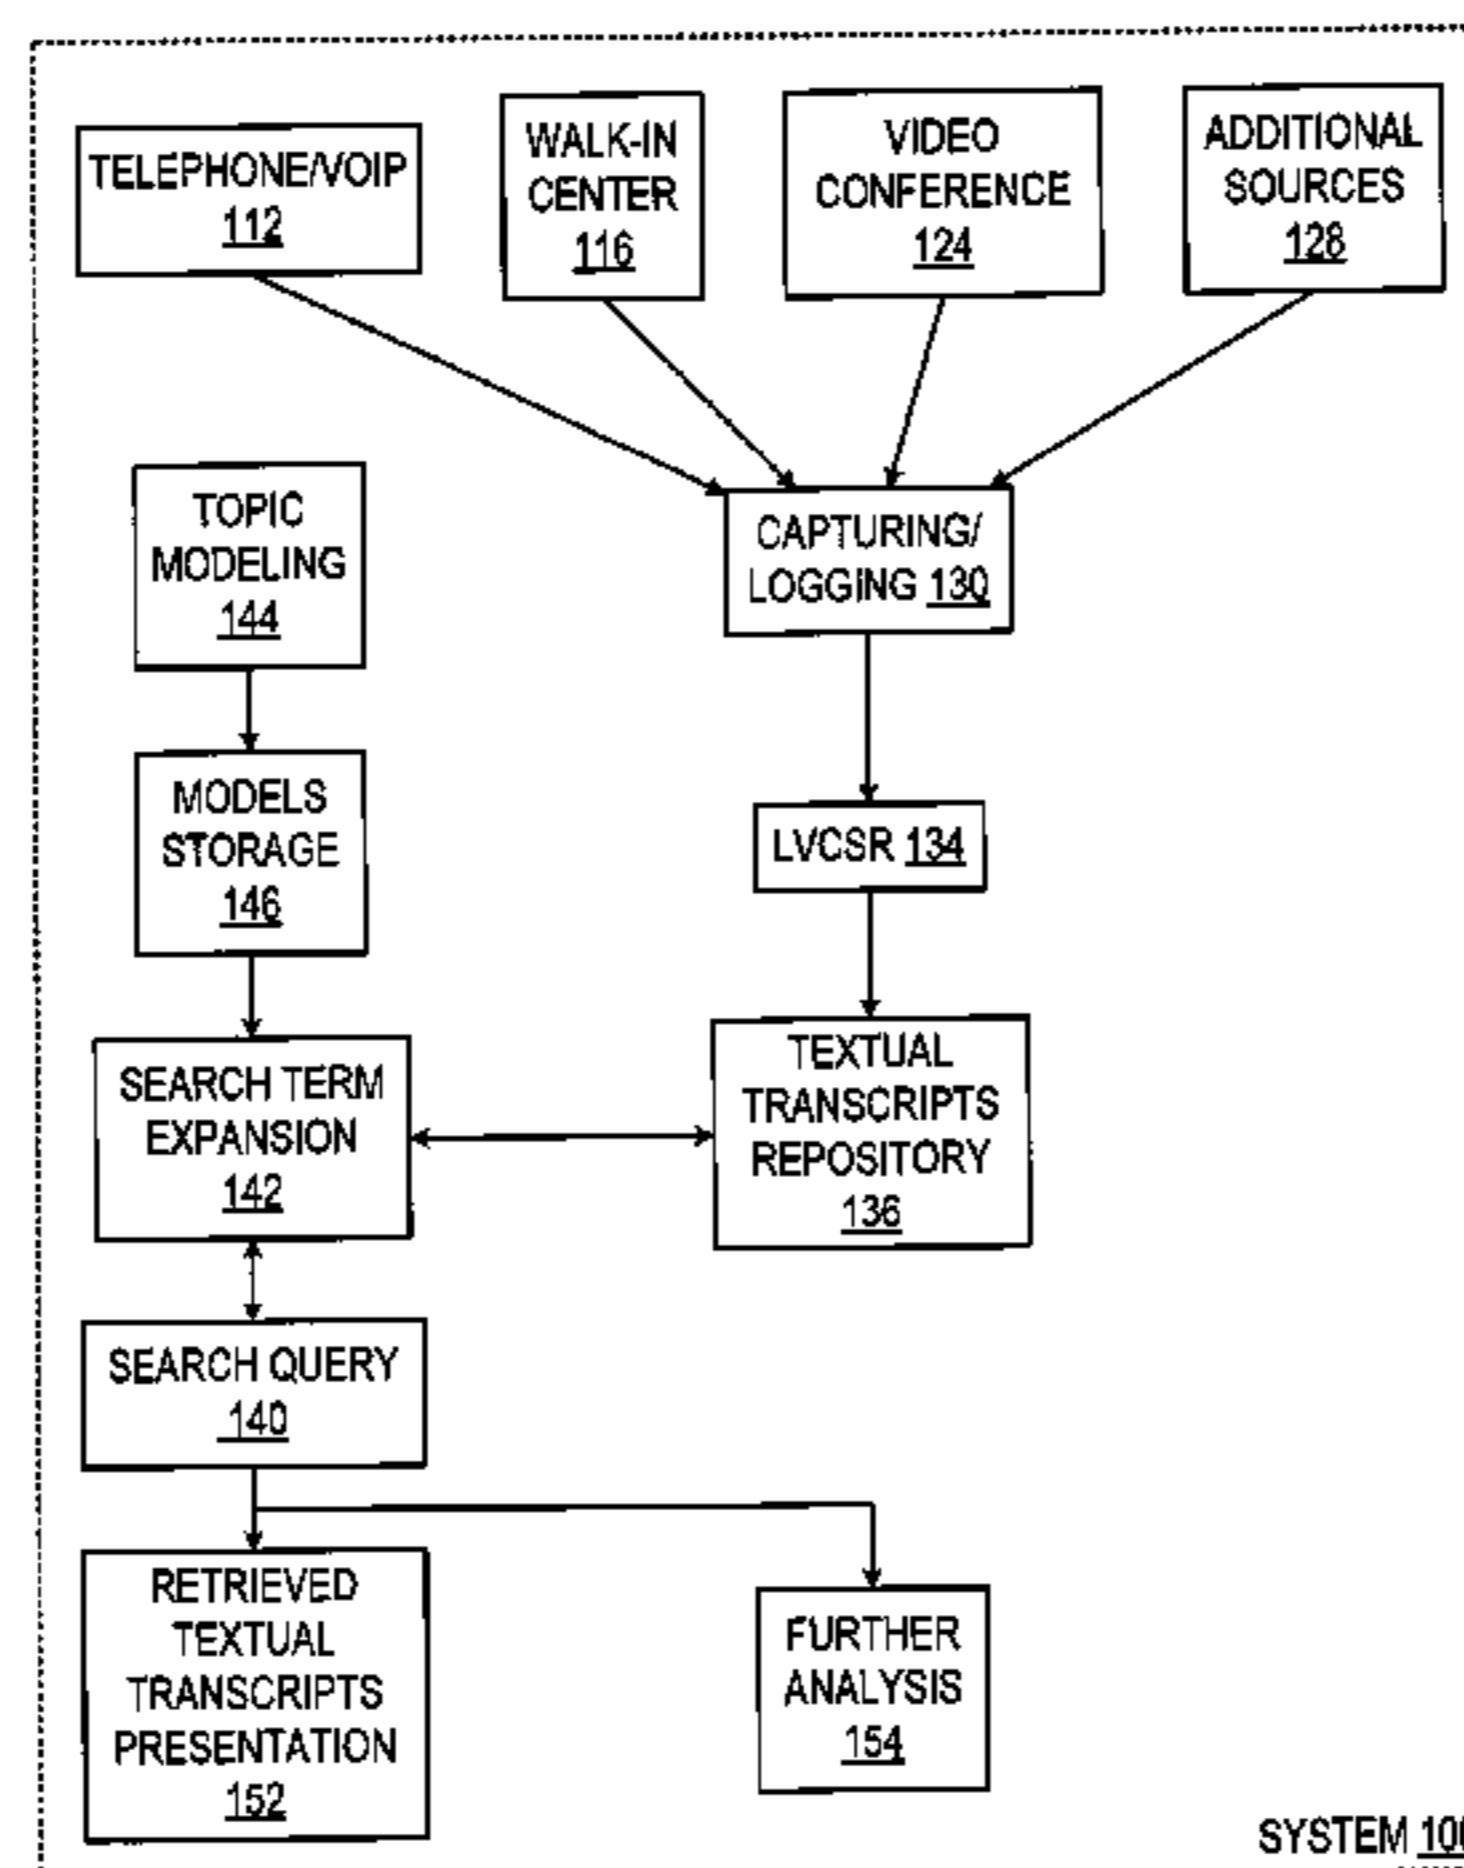 TELEPHONE/VOIP
112
WALK-IN
CENTER
116
VIDEO
CONFERENCE
124
ADDITIONAL
SOURCES
128
TOPIC
MODELING
144
CAPTURING/
LOGGING 130
MODELS
STORAGE
146
LVCSR 134
SEARCH TERM
EXPANSION
142
TEXTUAL
TRANSCRIPTS
REPOSITORY
136
SEARCH QUERY
140
RETRIEVED
TEXTUAL
TRANSCRIPTS
PRESENTATION
152
FURTHER
ANALYSIS
154
SYSTEM